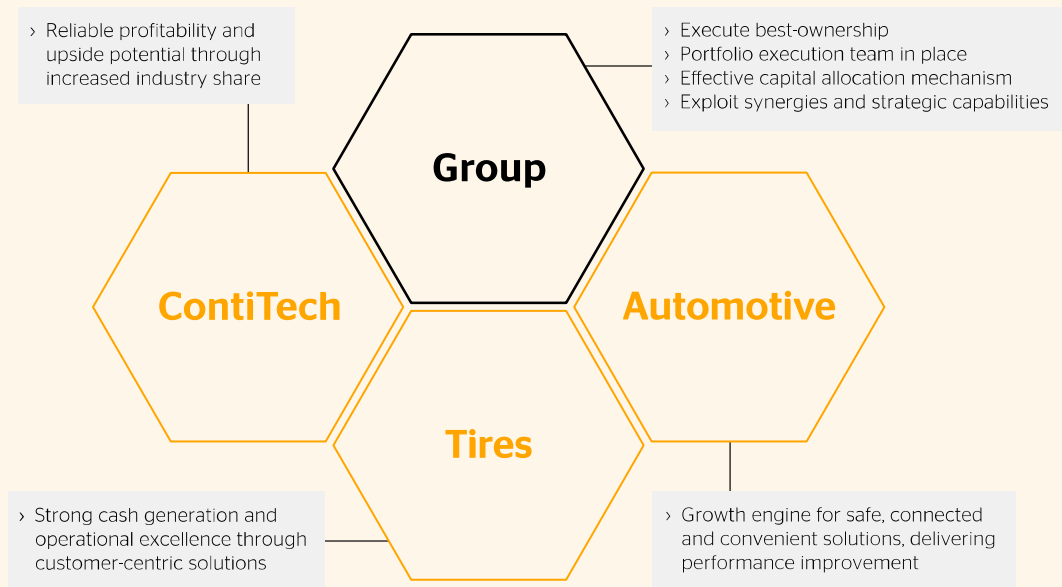 › Reliable profitability and
upside potential through
increased industry share
› Execute best-ownership
› Portfolio execution team in place
› Effective capital allocation mechanism
› Exploit synergies and strategic capabilities
Group
ContiTech
Automotive
Tires
› Strong cash generation and
operational excellence through
customer-centric solutions
› Growth engine for safe, connected
and convenient solutions, delivering
performance improvement